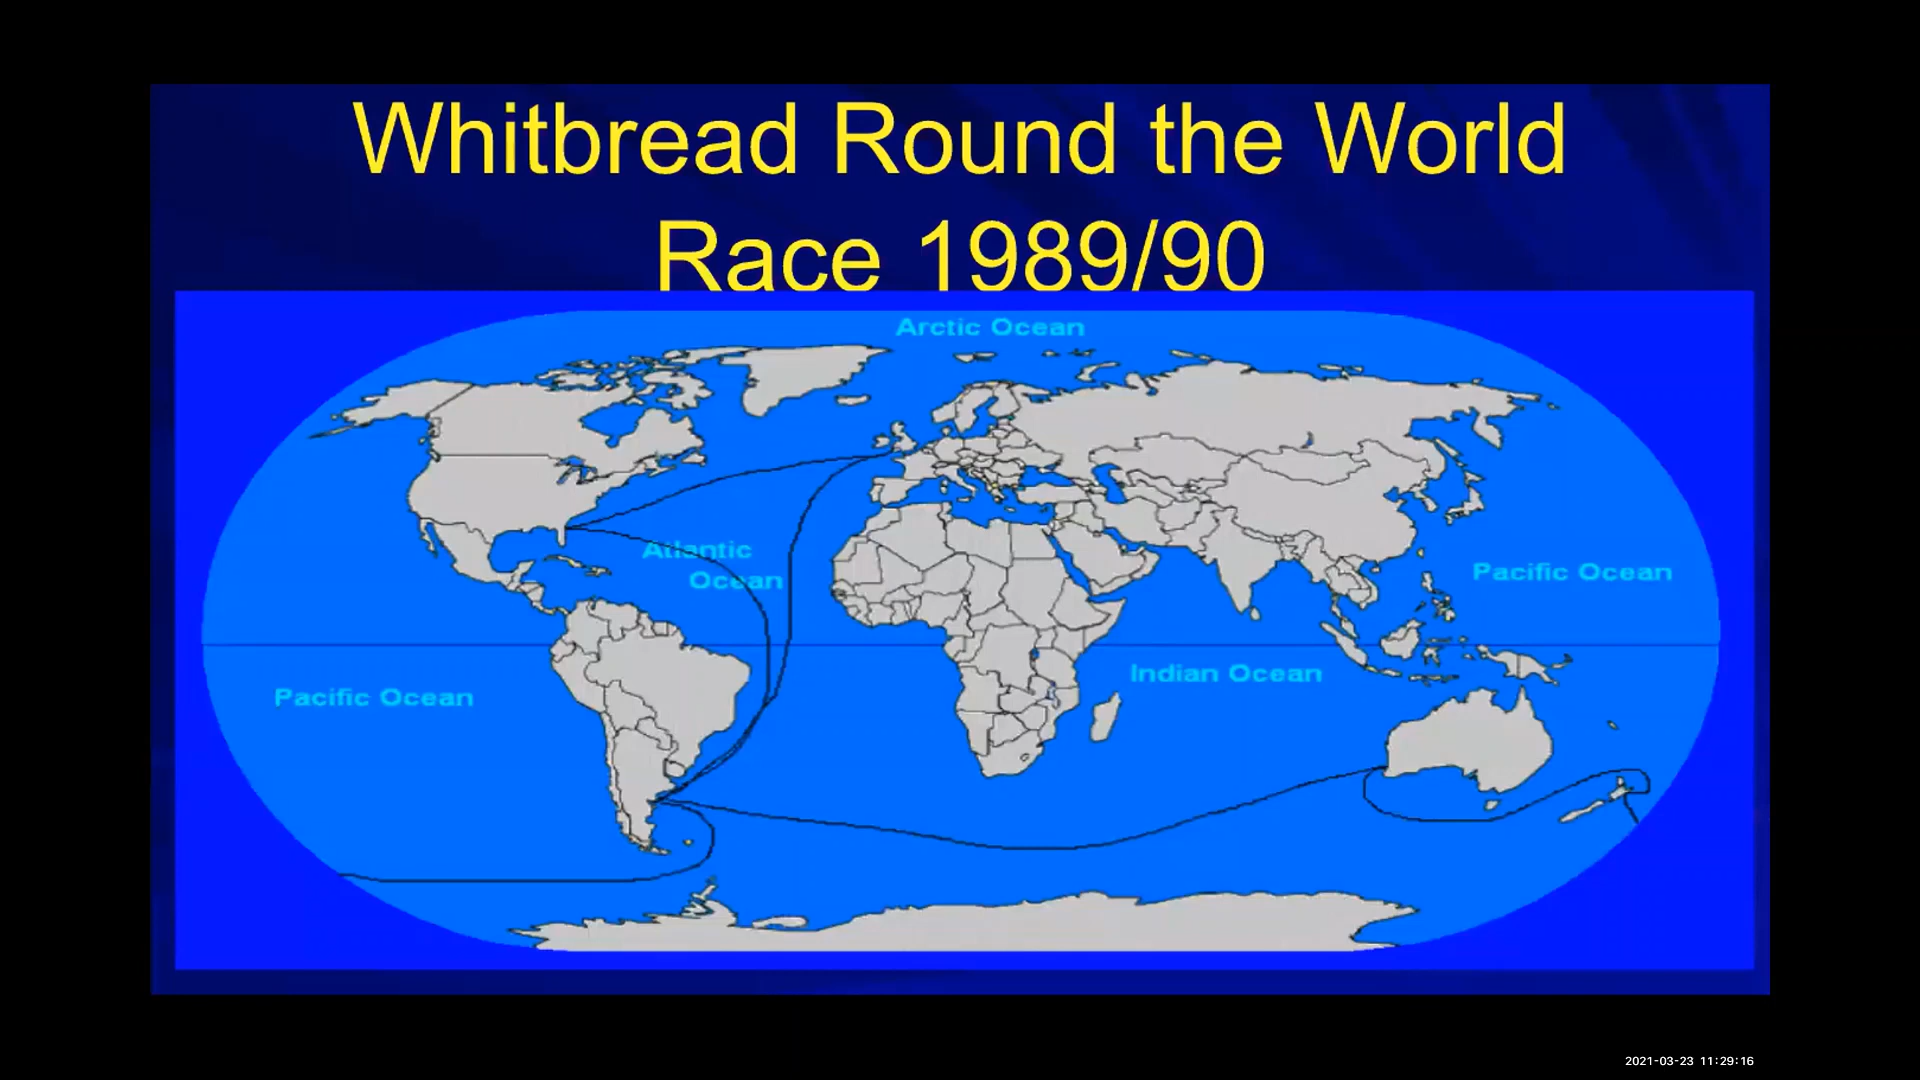 Whitbread Round the World
Race 1989/90
Arctic Ocean
Atlantic
Ocean
Pacific Ocean
Indian Ocean
Pacific Ocean
2021-03-23 11:29:16